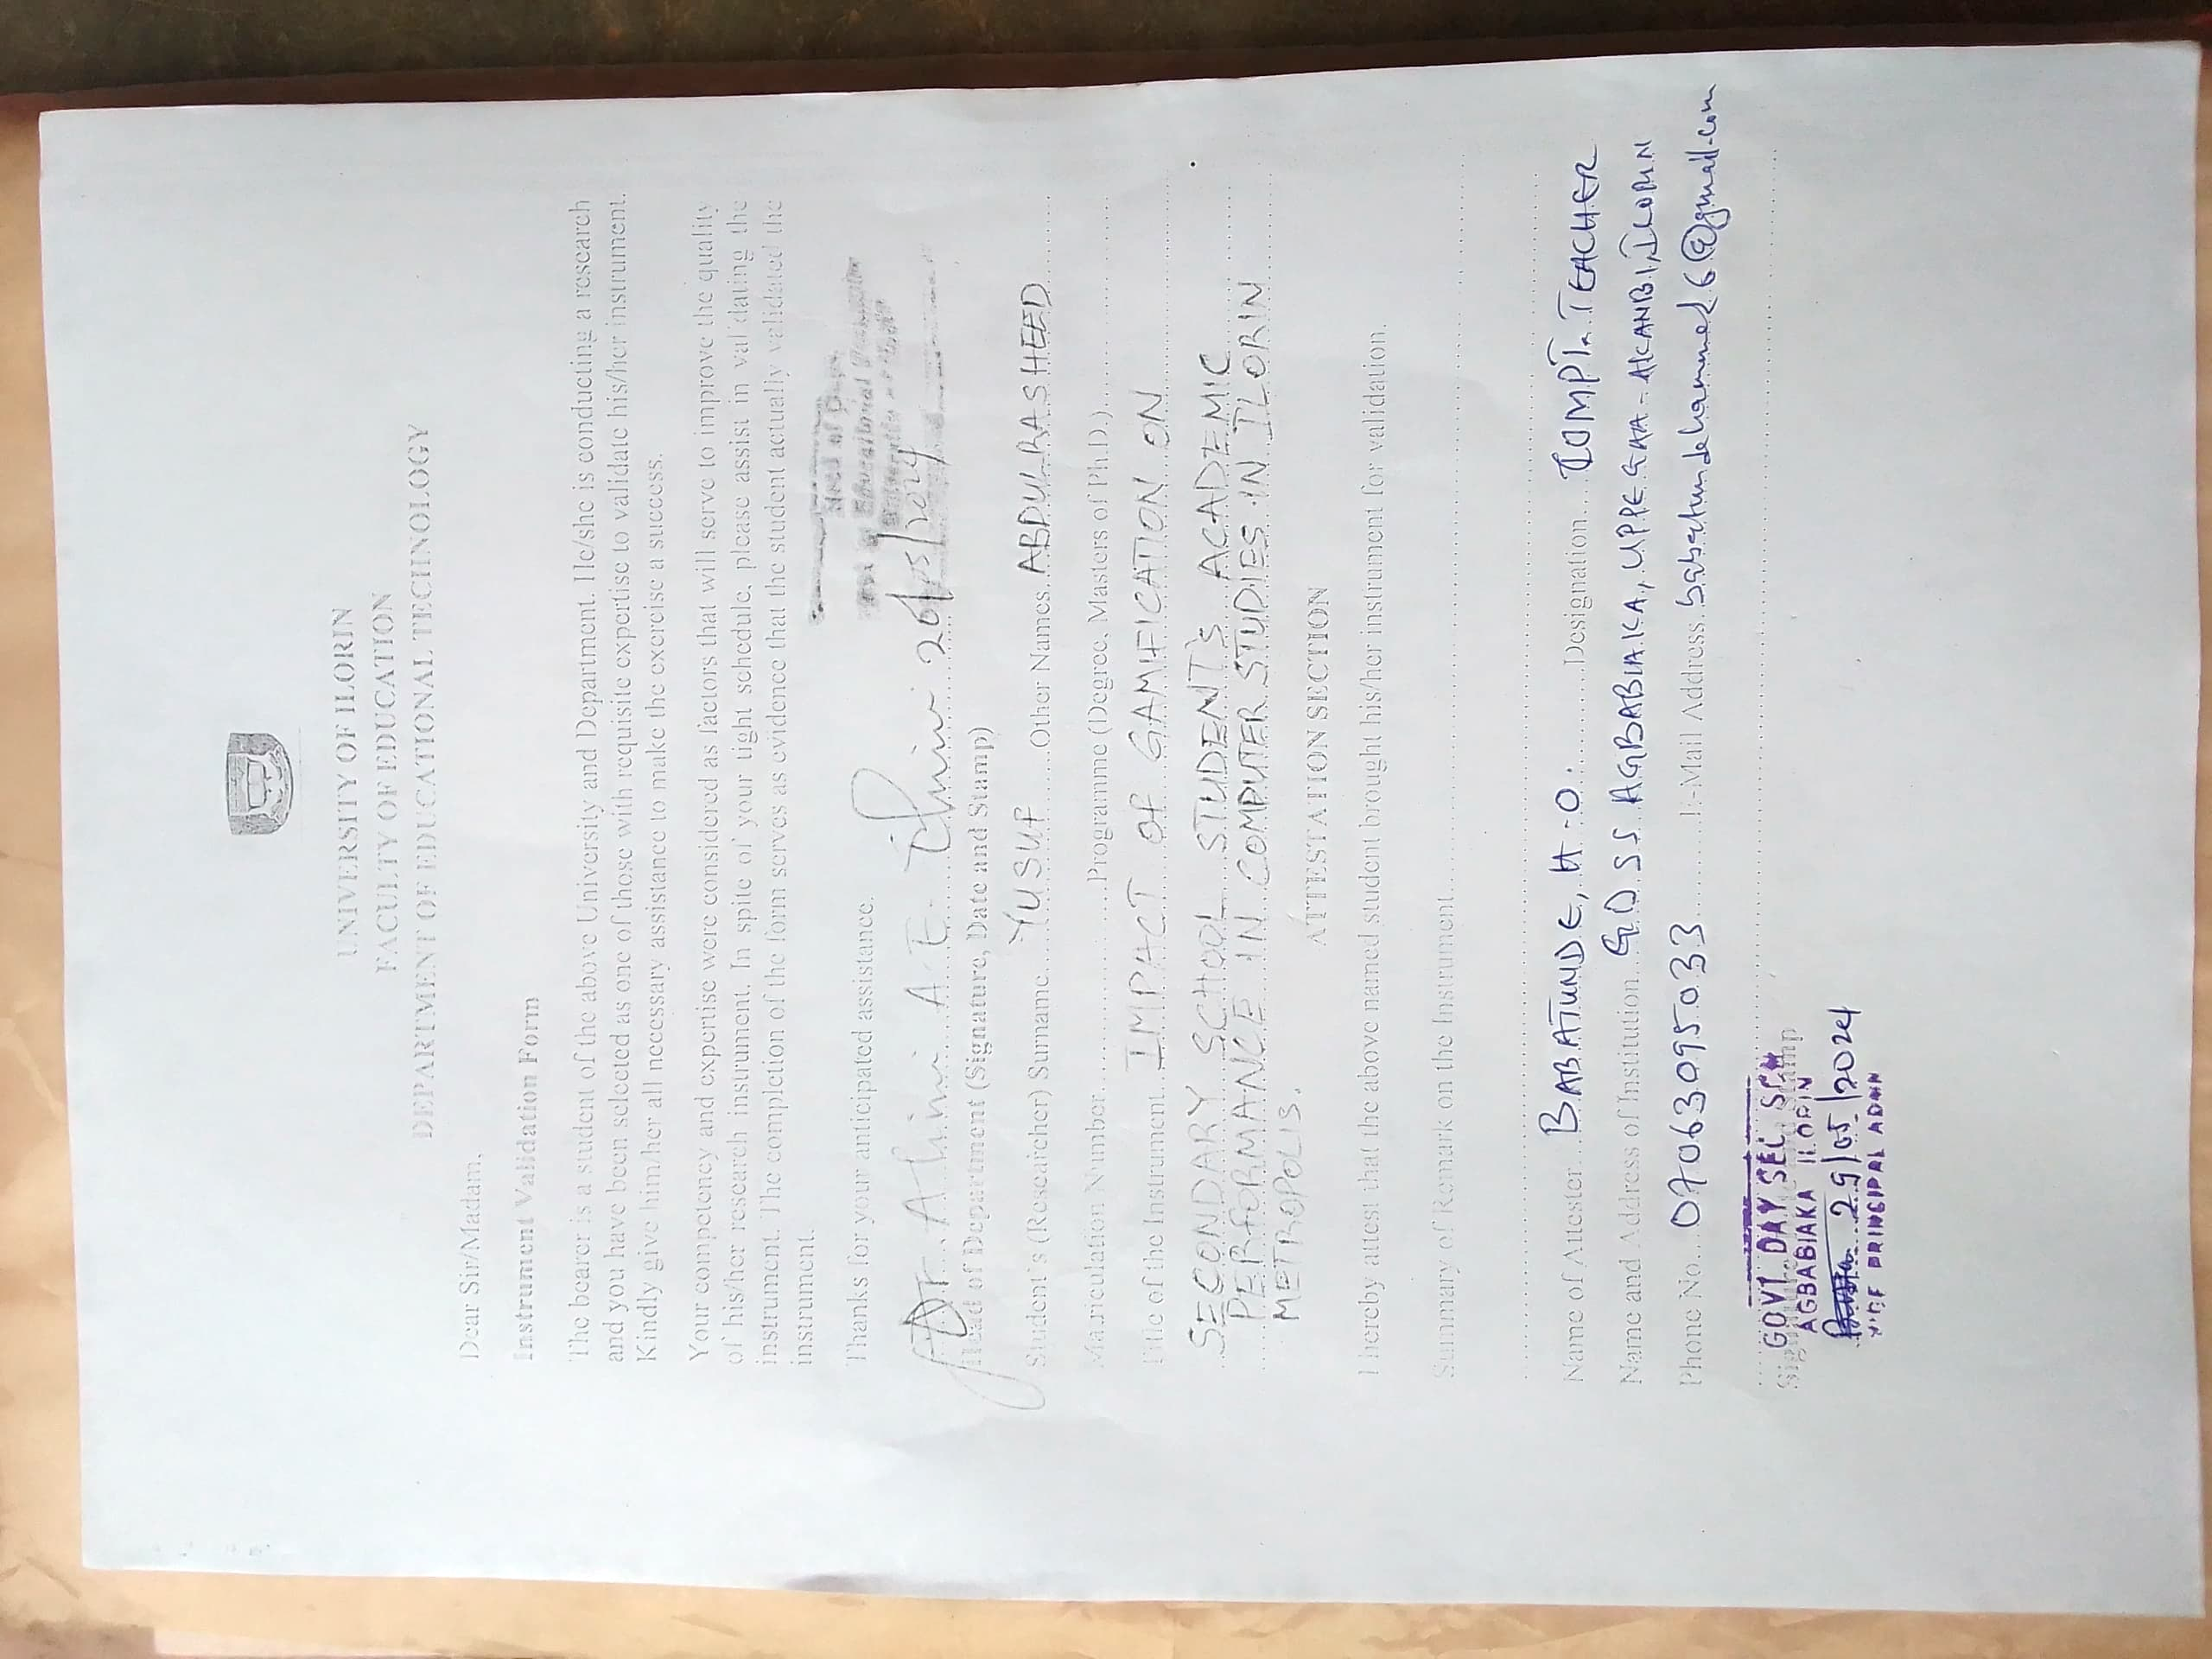 UNIVERSITY OF ILORIN
FACULTY OF EDUCATION
DEPARTMENT OF EDUCATIONAL TECHNOLOGY
Dear Sir/Madam,
Instrument Validation Form
The bearer is a student of the above University and Department. He/she is conducting a research
and you have been selected as one of those with requisite expertise to validate his/her instrument.
Kindly give him/her all necessary assistance to make the exercise a success.
Your competency and expertise were considered as factors that will serve to improve the quality
of his/her research instrument. In spite of your tight schedule, please assist in validating the
instrument. The completion of the form serves as evidence that the student actually validated the
instrument.
Thanks for your anticipated assistance.
Educational
Dr. A.E.
Head of Department (Signature, Date and Stamp)
Student's (Researcher) Surname YUSUF Other Names ABDULRASHEED
Matriculation Number Programme (Degree, Masters of Ph.D.)
Title of the Instrument IMPACT OF GAMIFICATION ON
SECONDARY SCHOOL STUDENT'S ACADEMIC
PERFORMANCE IN COMPUTER STUDIES IN ILORIN
METROPOLIS.
ATTESTATION SECTION
I hereby attest that the above named student brought his/her instrument for validation.
Summary of Remark on the Instrument
Name of Attester BABATUNDE, H.O. Designation COMPT. TEACHER
Name and Address of Institution G.D.S.S AGBABIAKA, UPPE GAA-AKANBI, ILORIN
Phone No. 07063095033 E-Mail Address babatundehammed6@gmail.com
GOVT DAY SEC SCH
AGBABIAKA ILORIN
29/05/2024
VICE PRINCIPAL ADMN